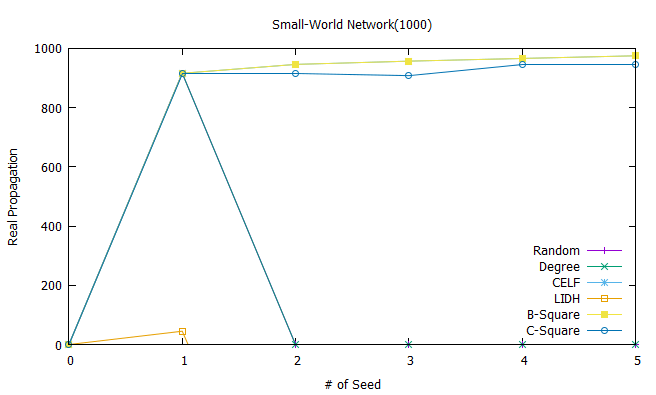 Small-World Network(1000)
1000
800
600
400
200
0
Real Propagation
Random
Degree
CELF
LIDH
B-Square
C-Square
0 1 2 3 4 5
# of Seed